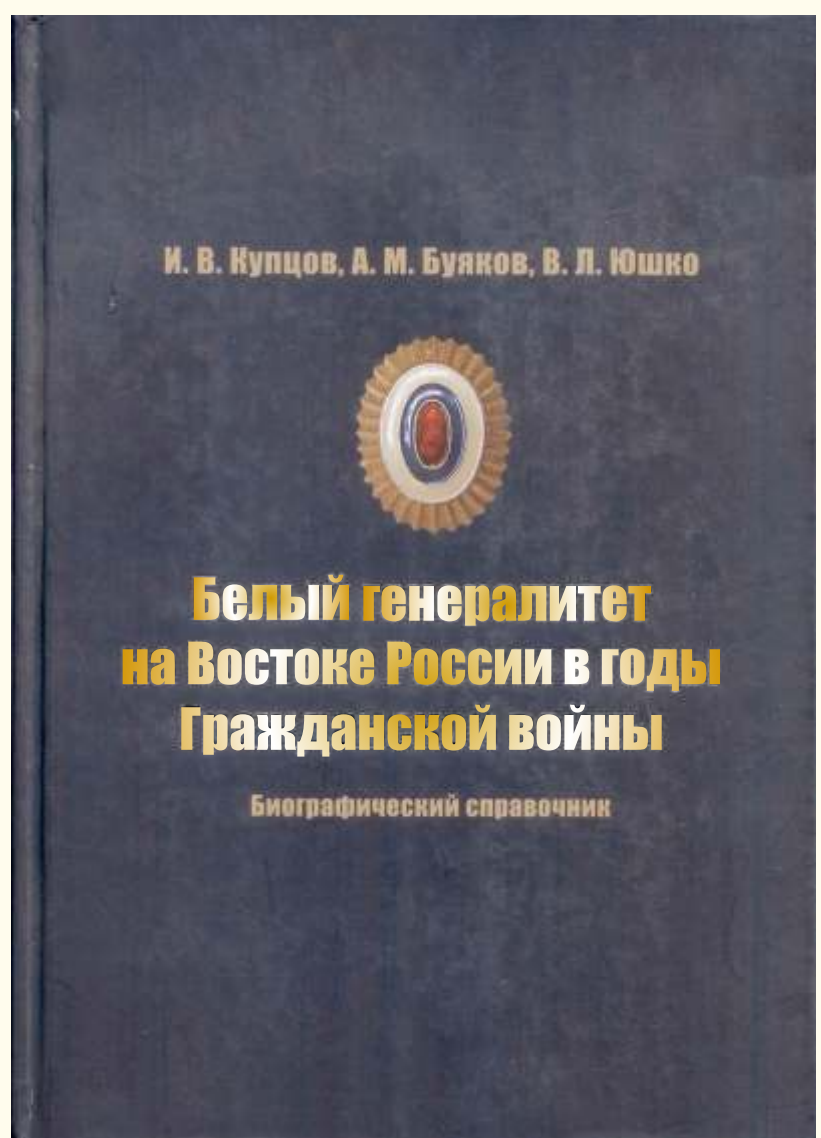 И. В. Купцов, А. М. Буяков, В. Л. Юшко
Белый генералитет
на Востоке России в годы
Гражданской войны
Биографический справочник